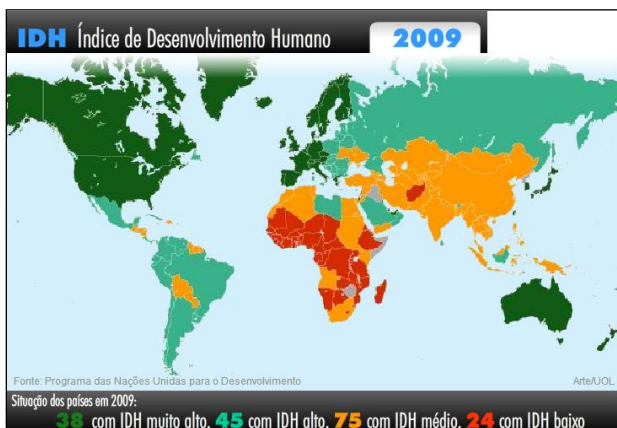 IDH Índice de Desenvolvimento Humano 2009
Fonte: Programa das Nações Unidas para o Desenvolvimento
Arte/UOL
Situação dos países em 2009:
38 com IDH muito alto, 45 com IDH alto, 75 com IDH médio, 24 com IDH baixo